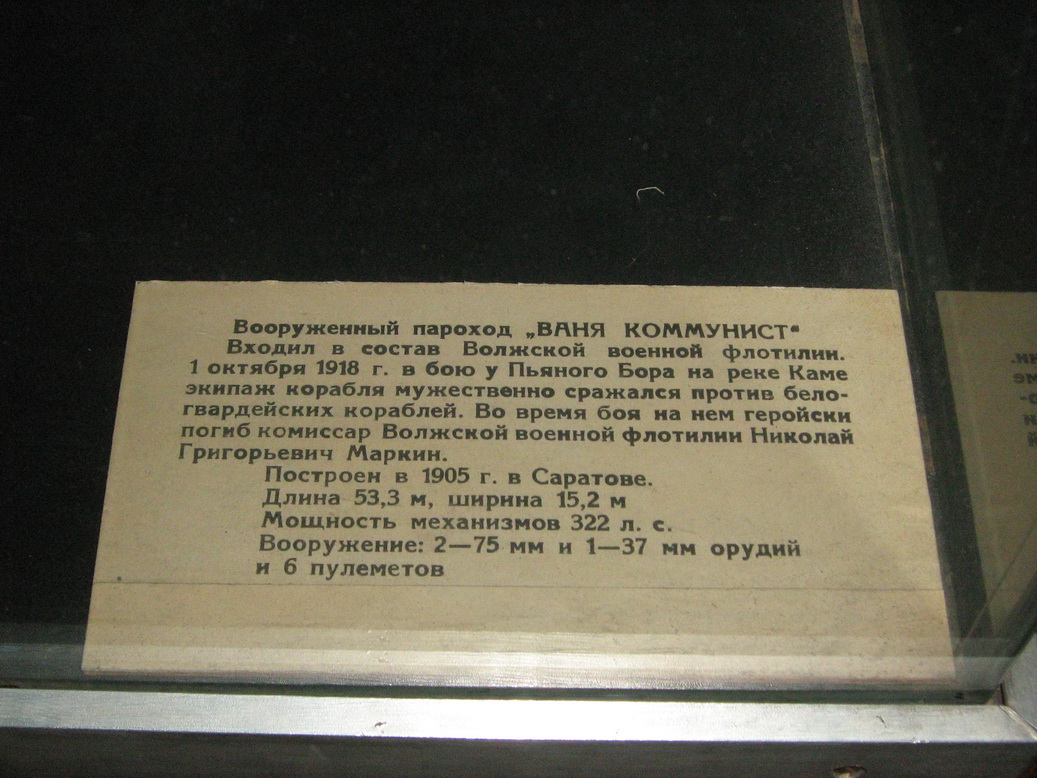 Вооруженный пароход „ВАНЯ КОММУНИСТ"
Входил в состав Волжской военной флотилии.
1 октября 1918 г. в бою у Пьяного Бора на реке Каме
экипаж корабля мужественно сражался против бело-
гвардейских кораблей. Во время боя на нем геройски
погиб комиссар Волжской военной флотилии Николай
Григорьевич Маркин.
Построен в 1905 г. в Саратове.
Длина 53,3 м, ширина 15,2 м
Мощность механизмов 322 л. с.
Вооружение: 2—75 мм и 1—37 мм орудий
и 6 пулеметов